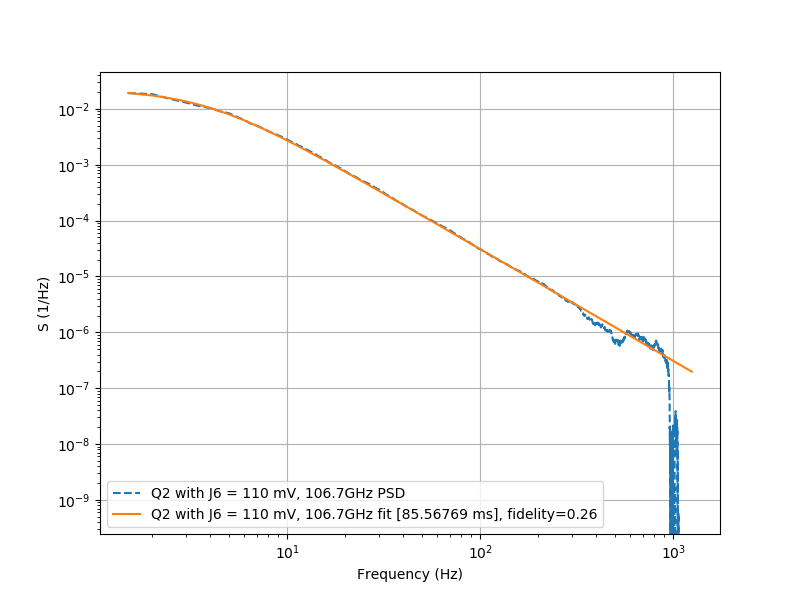 10⁻²
10⁻³
10⁻⁴
10⁻⁵
10⁻⁶
10⁻⁷
10⁻⁸
10⁻⁹
S (1/Hz)
Q2 with J6 = 110 mV, 106.7GHz PSD
Q2 with J6 = 110 mV, 106.7GHz fit [85.56769 ms], fidelity=0.26
10¹ 10² 10³
Frequency (Hz)